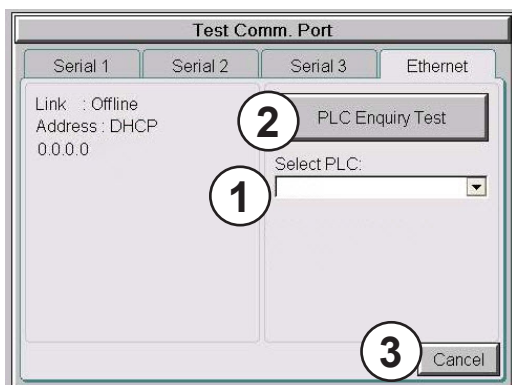 Test Comm. Port
Serial 1 Serial 2 Serial 3 Ethernet
Link : Offline
Address : DHCP
0.0.0.0
2 PLC Enquiry Test
Select PLC:
1
3 Cancel